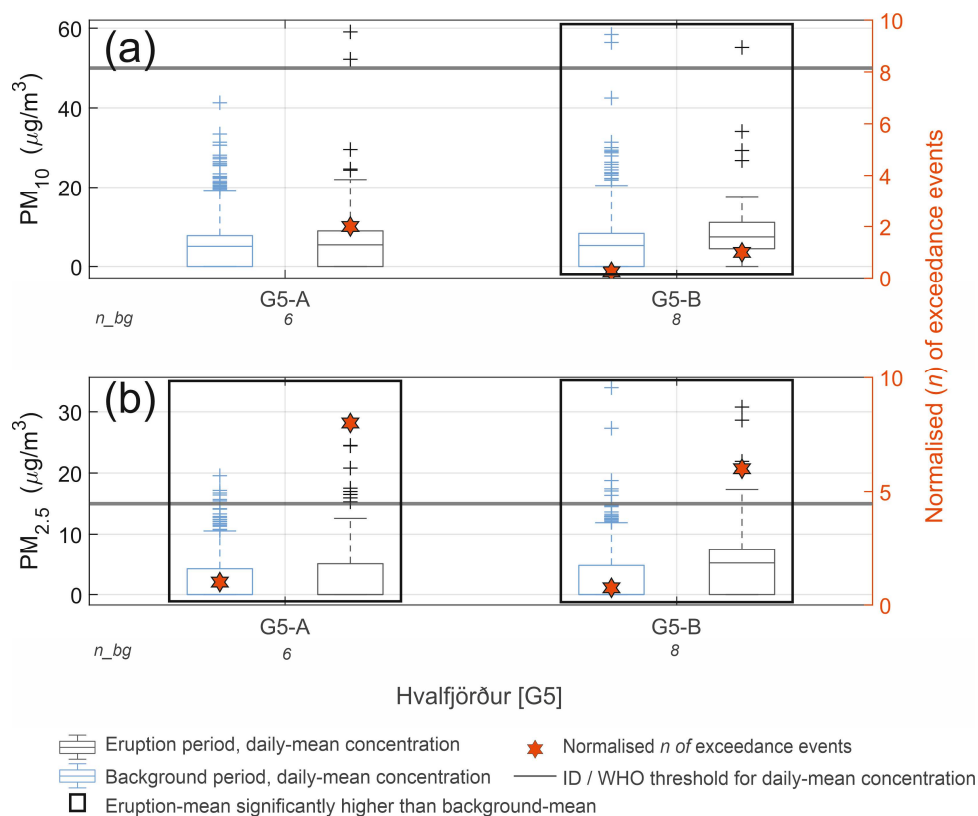 (a)
60
40
20
0
PM10 (μg/m³)
10
8
6
4
2
0
G5-A G5-B
n_bg 6 8
Normalised (n) of exceedance events
(b)
30
20
10
0
PM2.5 (μg/m³)
10
5
0
G5-A G5-B
n_bg 6 8
Hvalfjörður [G5]
Eruption period, daily-mean concentration
Normalised n of exceedance events
Background period, daily-mean concentration
ID / WHO threshold for daily-mean concentration
Eruption-mean significantly higher than background-mean